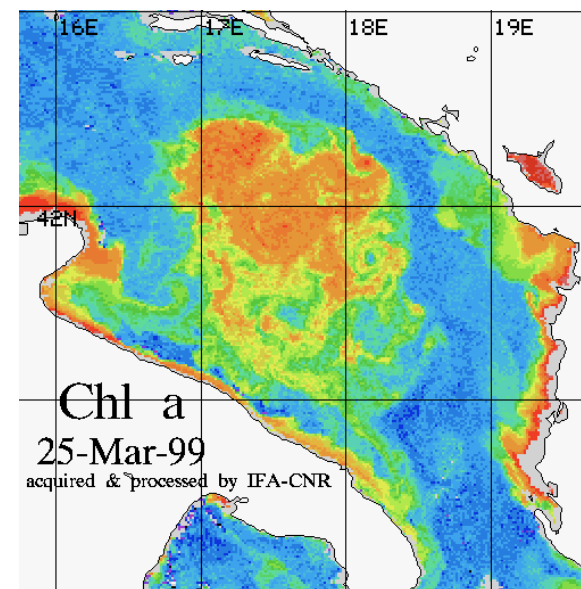 16E 17E 18E 19E
42N
Chl a
25-Mar-99
acquired & processed by IFA-CNR